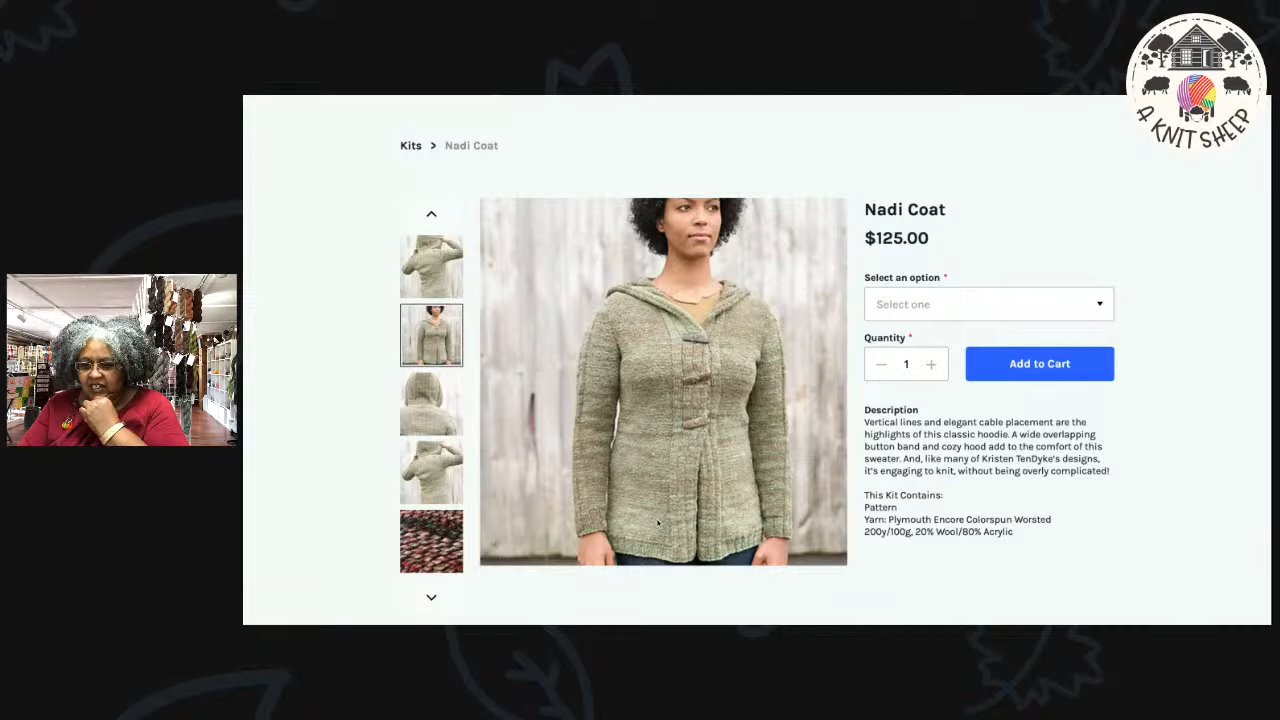 A KNIT SHEEP
Kits > Nadi Coat
Nadi Coat
$125.00
Select an option *
Select one
Quantity *
1
Add to Cart
Description
Vertical lines and elegant cable placement are the
highlights of this classic hoodie. A wide overlapping
button band and cozy hood add to the comfort of this
sweater. And, like many of Kristen TenDyke's designs,
it's engaging to knit, without being overly complicated!
This Kit Contains:
Pattern
Yarn: Plymouth Encore Colorspun Worsted
200y/100g, 20% Wool/80% Acrylic